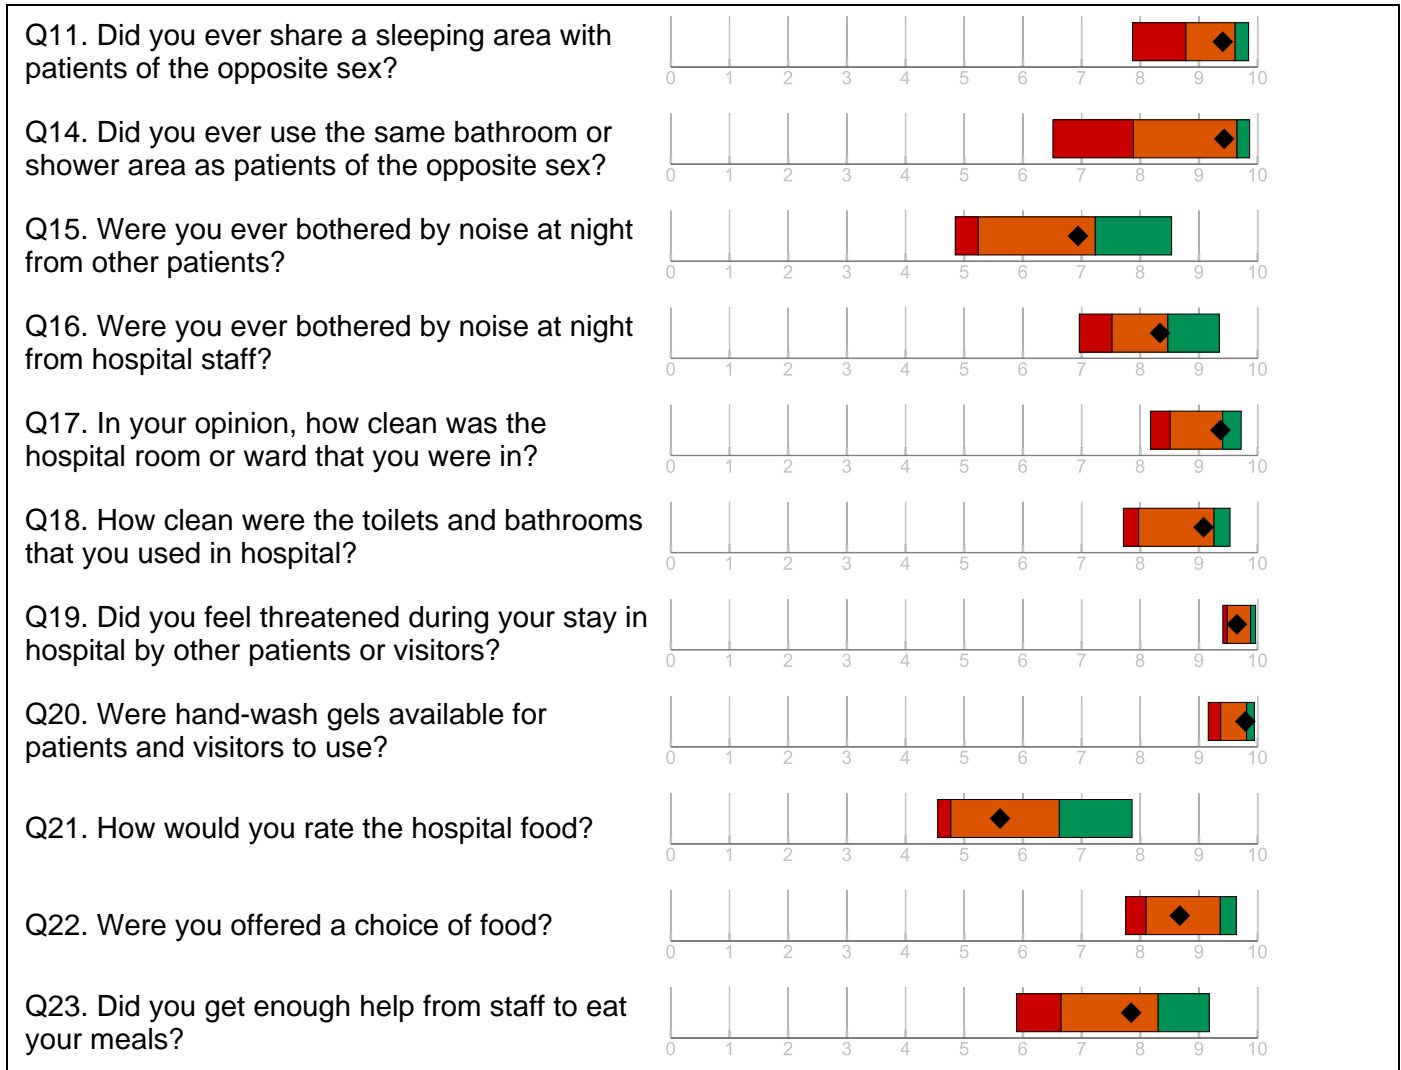 Q11. Did you ever share a sleeping area with
patients of the opposite sex?
0 1 2 3 4 5 6 7 8 9 10
Q14. Did you ever use the same bathroom or
shower area as patients of the opposite sex?
0 1 2 3 4 5 6 7 8 9 10
Q15. Were you ever bothered by noise at night
from other patients?
0 1 2 3 4 5 6 7 8 9 10
Q16. Were you ever bothered by noise at night
from hospital staff?
0 1 2 3 4 5 6 7 8 9 10
Q17. In your opinion, how clean was the
hospital room or ward that you were in?
0 1 2 3 4 5 6 7 8 9 10
Q18. How clean were the toilets and bathrooms
that you used in hospital?
0 1 2 3 4 5 6 7 8 9 10
Q19. Did you feel threatened during your stay in
hospital by other patients or visitors?
0 1 2 3 4 5 6 7 8 9 10
Q20. Were hand-wash gels available for
patients and visitors to use?
0 1 2 3 4 5 6 7 8 9 10
Q21. How would you rate the hospital food?
0 1 2 3 4 5 6 7 8 9 10
Q22. Were you offered a choice of food?
0 1 2 3 4 5 6 7 8 9 10
Q23. Did you get enough help from staff to eat
your meals?
0 1 2 3 4 5 6 7 8 9 10